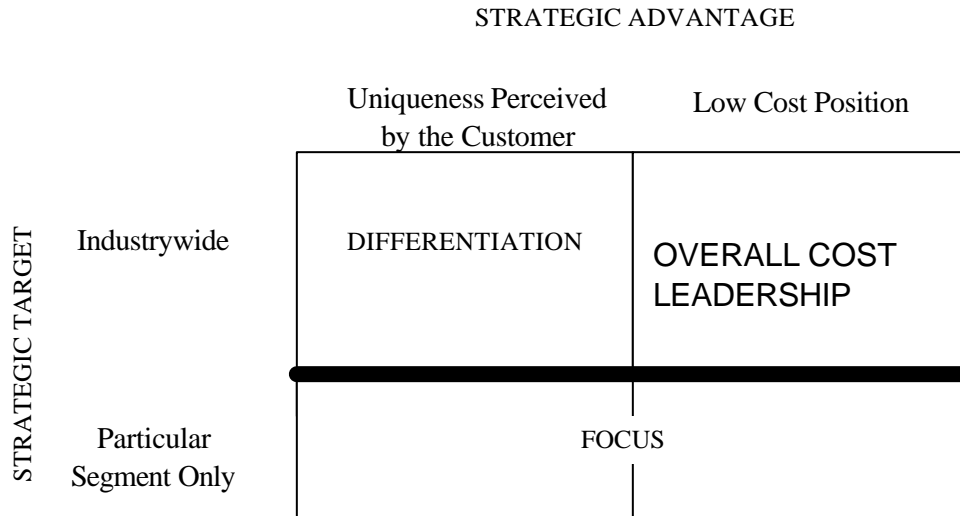 STRATEGIC ADVANTAGE
Uniqueness Perceived
by the Customer
Low Cost Position
STRATEGIC TARGET
Industrywide
DIFFERENTIATION
OVERALL COST
LEADERSHIP
Particular
Segment Only
FOCUS